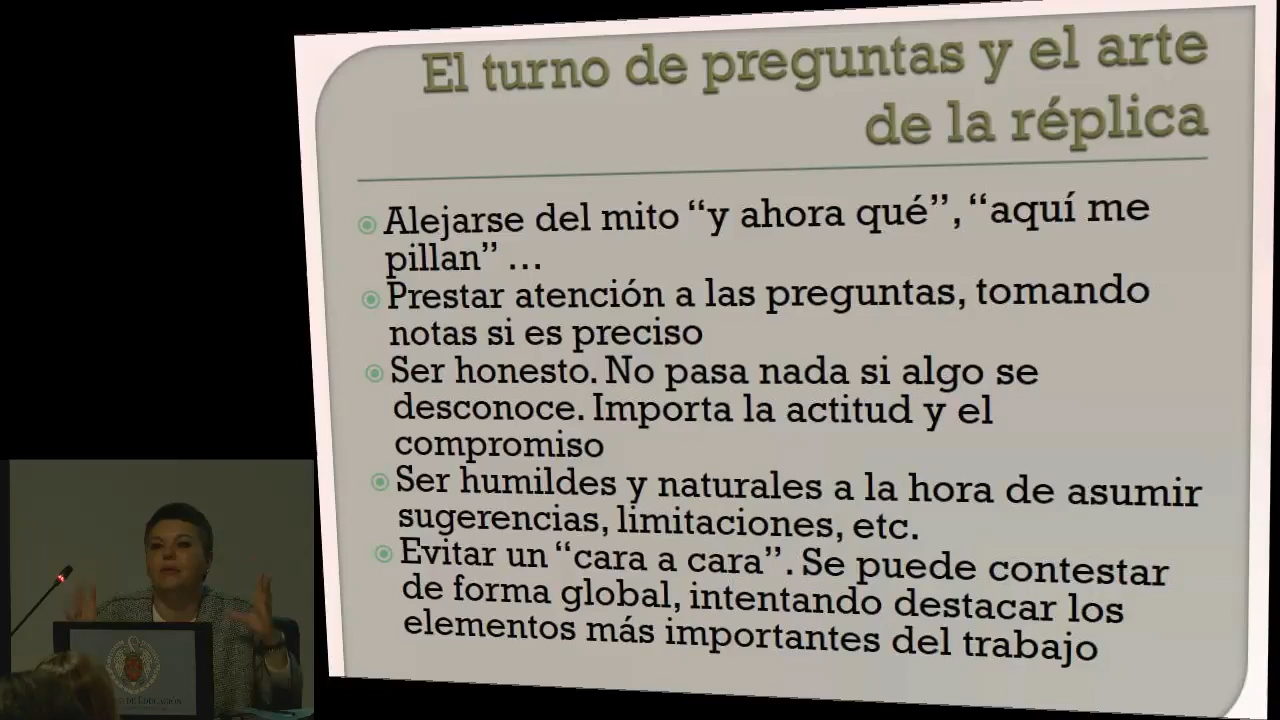 El turno de preguntas y el arte
de la réplica
Alejarse del mito “y ahora qué”, “aquí me
pillan” ...
Prestar atención a las preguntas, tomando
notas si es preciso
Ser honesto. No pasa nada si algo se
desconoce. Importa la actitud y el
compromiso
Ser humildes y naturales a la hora de asumir
sugerencias, limitaciones, etc.
Evitar un “cara a cara”. Se puede contestar
de forma global, intentando destacar los
elementos más importantes del trabajo
DE EDUCACIÓN